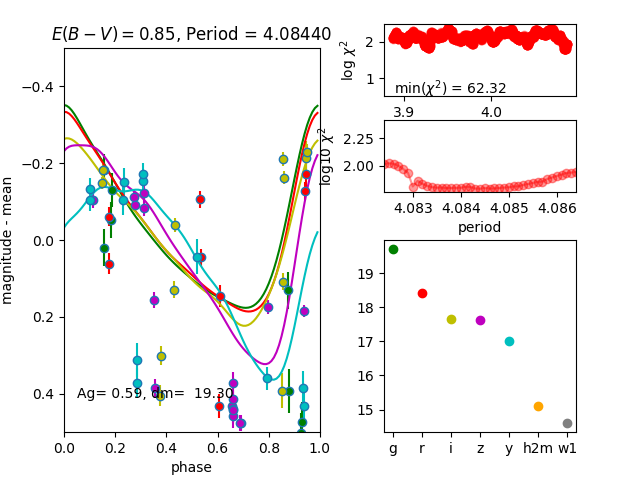 E(B − V) = 0.85, Period = 4.08440
−0.4
−0.2
0.0
0.2
0.4
magnitude - mean
Ag= 0.59, dm= 19.30
0.0 0.2 0.4 0.6 0.8 1.0
phase
log χ²
2
1
min(χ²) = 62.32
3.9 4.0
log10 χ²
2.25
2.00
4.083 4.084 4.085 4.086
period
19
18
17
16
15
g r i z y h2m w1